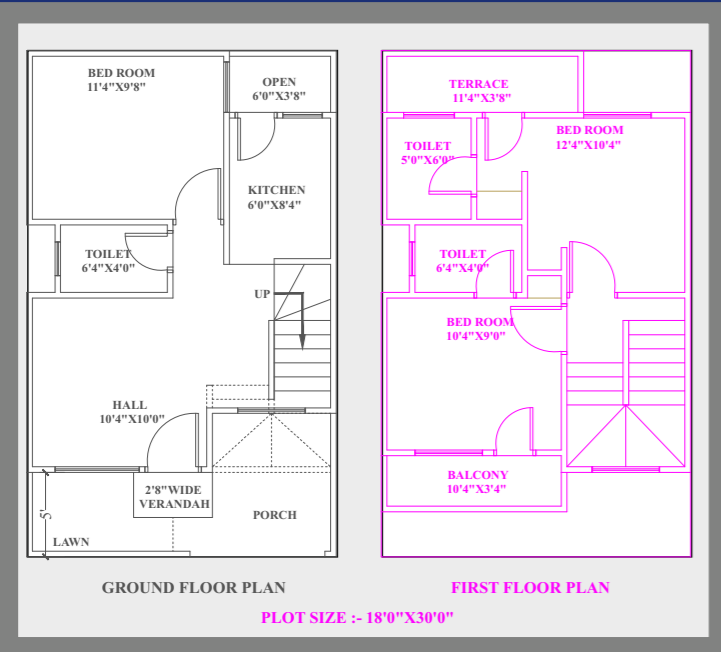 BED ROOM
11'4"X9'8"
OPEN
6'0"X3'8"
KITCHEN
6'0"X8'4"
TOILET
6'4"X4'0"
UP
HALL
10'4"X10'0"
2'8"WIDE
VERANDAH
PORCH
5'
LAWN
GROUND FLOOR PLAN
TERRACE
11'4"X3'8"
BED ROOM
12'4"X10'4"
TOILET
5'0"X6'0"
TOILET
6'4"X4'0"
BED ROOM
10'4"X9'0"
BALCONY
10'4"X3'4"
FIRST FLOOR PLAN
PLOT SIZE :- 18'0"X30'0"